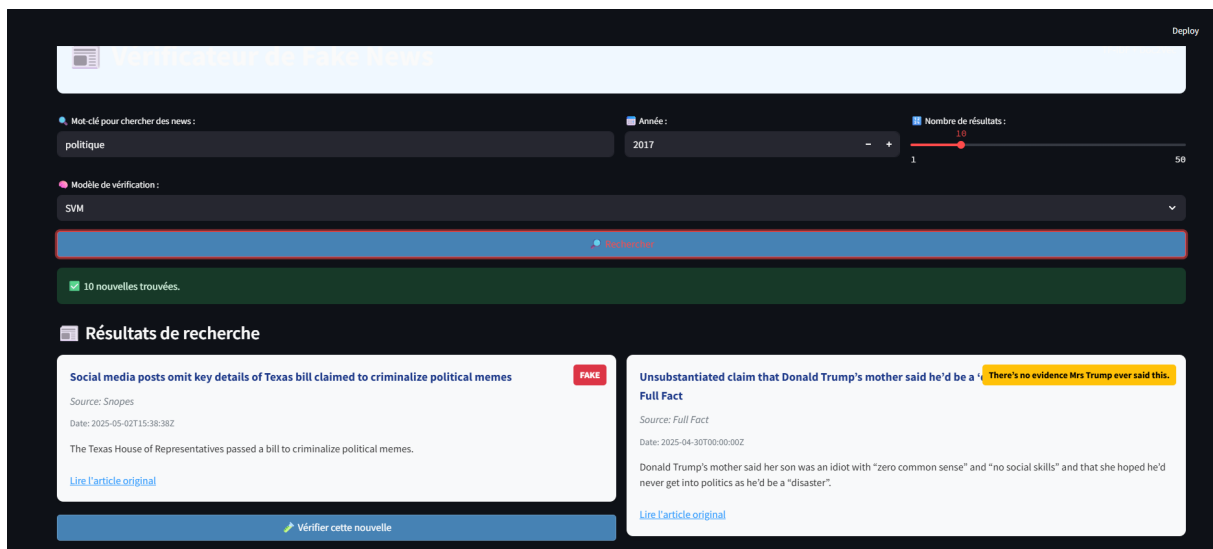 Deploy
Vérificateur de Fake News
Mot-clé pour chercher des news :
Année :
Nombre de résultats :
politique
2017
- +
10
1
50
Modèle de vérification :
SVM
Rechercher
10 nouvelles trouvées.
Résultats de recherche
Social media posts omit key details of Texas bill claimed to criminalize political memes
FAKE
Source: Snopes
Date: 2025-05-02T15:38:38Z
The Texas House of Representatives passed a bill to criminalize political memes.
Lire l'article original
Vérifier cette nouvelle
Unsubstantiated claim that Donald Trump's mother said he'd be a '
There's no evidence Mrs Trump ever said this.
Full Fact
Source: Full Fact
Date: 2025-04-30T00:00:00Z
Donald Trump's mother said her son was an idiot with “zero common sense” and “no social skills” and that she hoped he'd
never get into politics as he'd be a “disaster”.
Lire l'article original